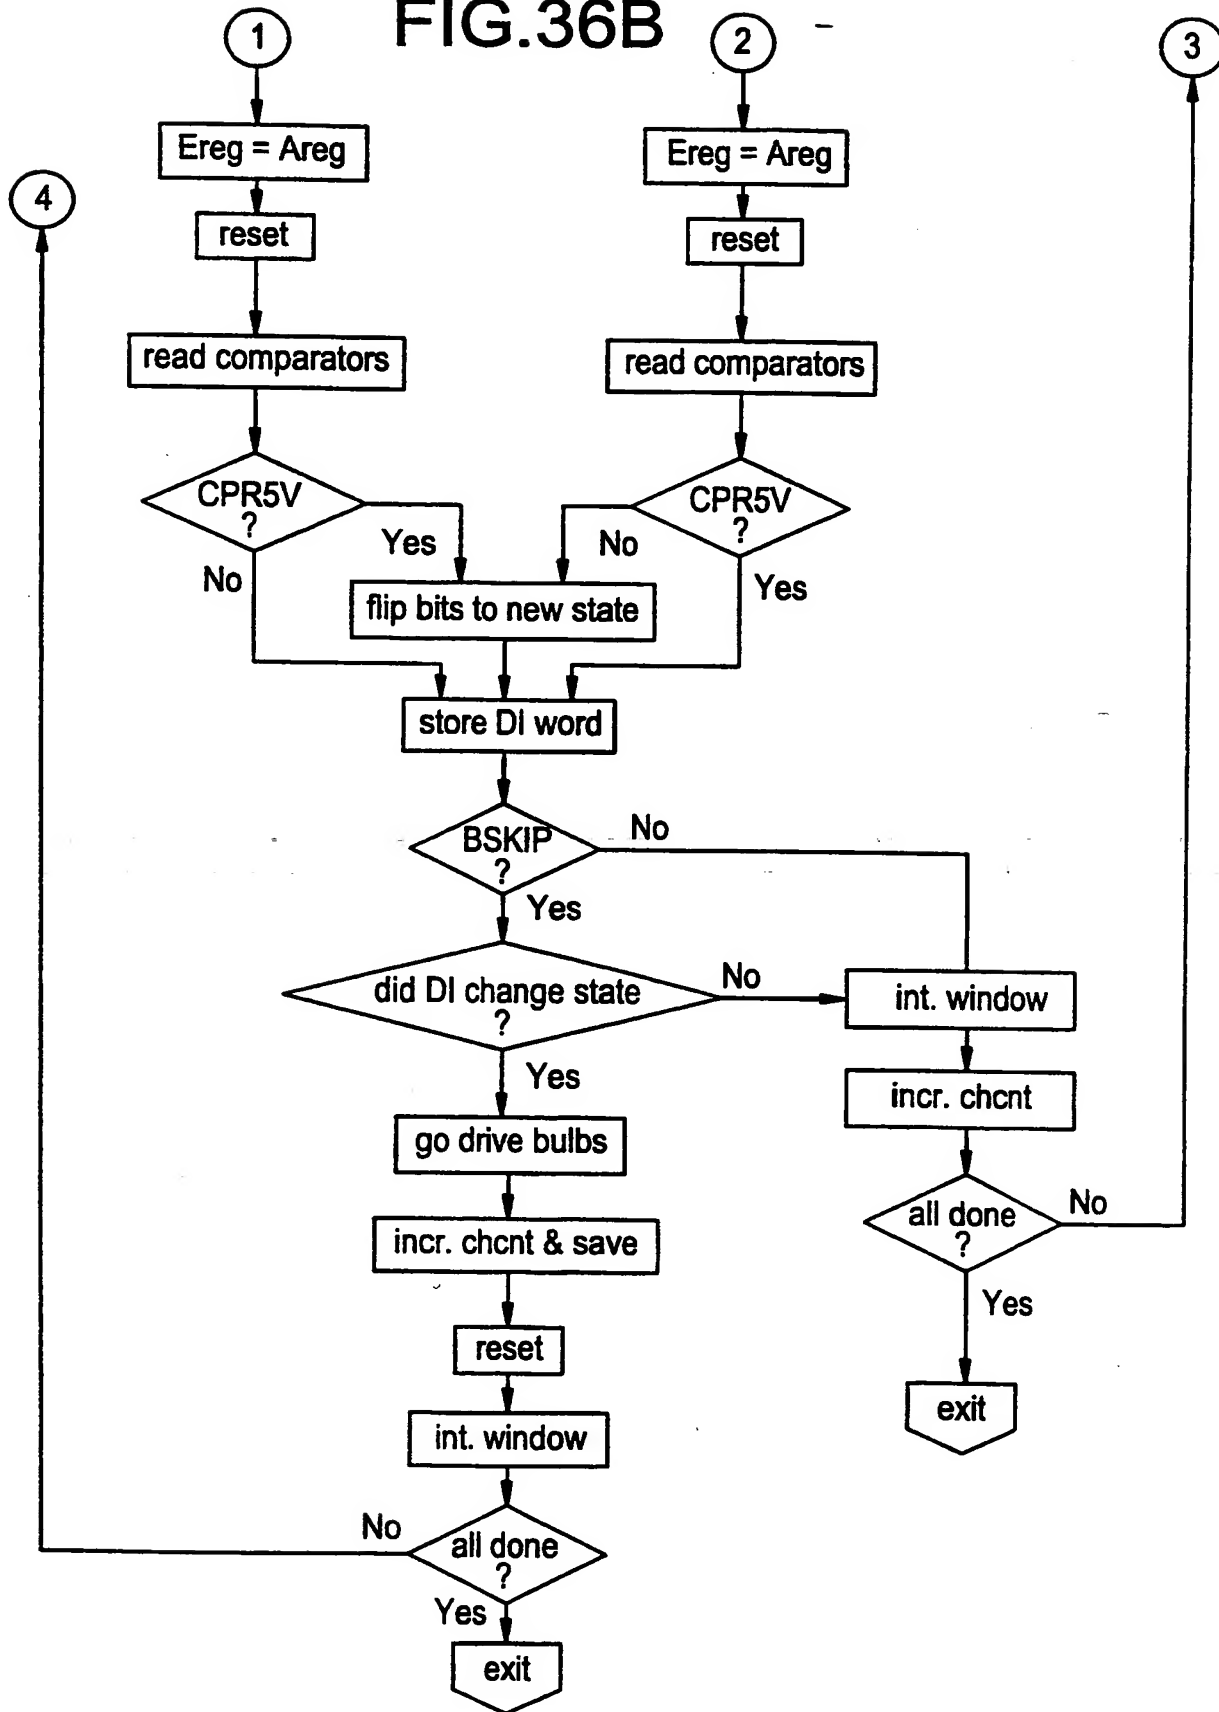 FIG.36B
1
2
3
Ereg = Areg
Ereg = Areg
4
reset
reset
read comparators
read comparators
CPR5V
?
CPR5V
?
Yes
No
No
Yes
flip bits to new state
store DI word
BSKIP
?
No
Yes
did DI change state
?
No
int. window
Yes
incr. chcnt
go drive bulbs
all done
?
No
incr. chcnt & save
Yes
reset
exit
int. window
No
all done
?
Yes
exit